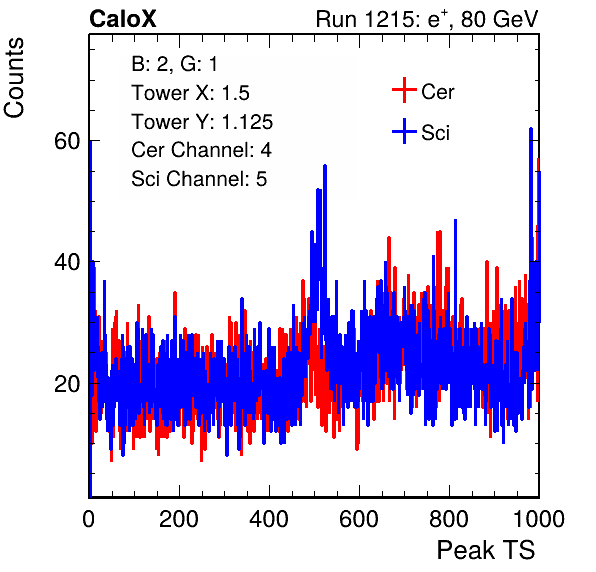 CaloX Run 1215: e⁺, 80 GeV
Counts
B: 2, G: 1
Tower X: 1.5
Tower Y: 1.125
Cer Channel: 4
Sci Channel: 5
Cer
Sci
60
40
20
0 200 400 600 800 1000
Peak TS